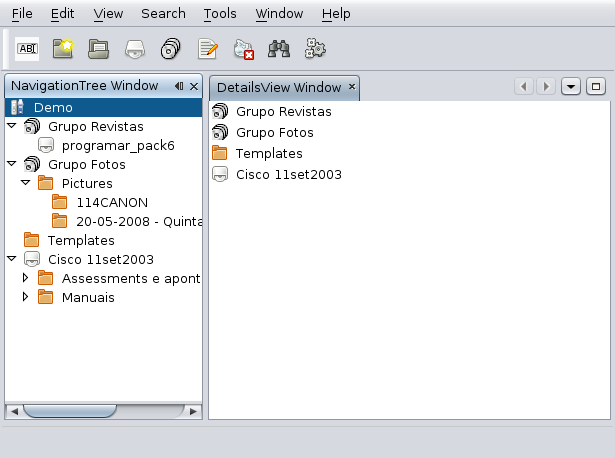 File Edit View Search Tools Window Help
ABI
NavigationTree Window
DetailsView Window
Demo
Grupo Revistas
programar_pack6
Grupo Fotos
Pictures
114CANON
20-05-2008 - Quinta
Templates
Cisco 11set2003
Assessments e apont
Manuais
Grupo Revistas
Grupo Fotos
Templates
Cisco 11set2003